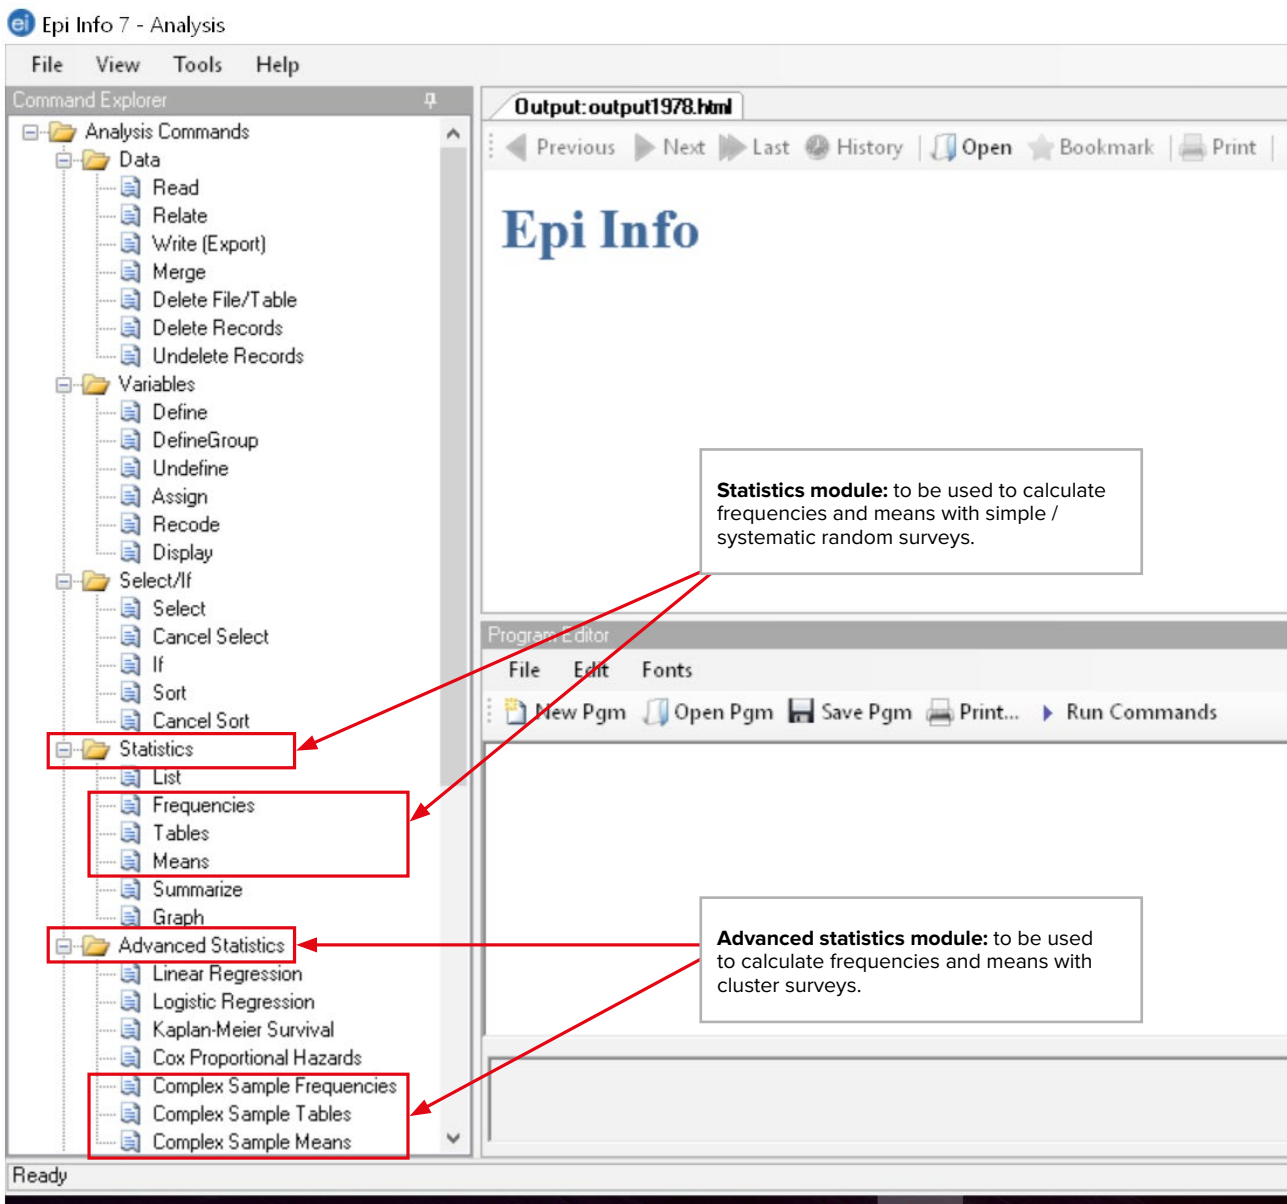 ei Epi Info 7 - Analysis
File View Tools Help
Command Explorer
Analysis Commands
Data
Read
Relate
Write (Export)
Merge
Delete File/Table
Delete Records
Undelete Records
Variables
Define
DefineGroup
Undefine
Assign
Recode
Display
Select/If
Select
Cancel Select
If
Sort
Cancel Sort
Statistics
List
Frequencies
Tables
Means
Summarize
Graph
Advanced Statistics
Linear Regression
Logistic Regression
Kaplan-Meier Survival
Cox Proportional Hazards
Complex Sample Frequencies
Complex Sample Tables
Complex Sample Means
Output:output1978.html
Previous Next Last History Open Bookmark Print
Epi Info
Statistics module: to be used to calculate
frequencies and means with simple /
systematic random surveys.
Program Editor
File Edit Fonts
New Pgm Open Pgm Save Pgm Print... Run Commands
Advanced statistics module: to be used
to calculate frequencies and means with
cluster surveys.
Ready